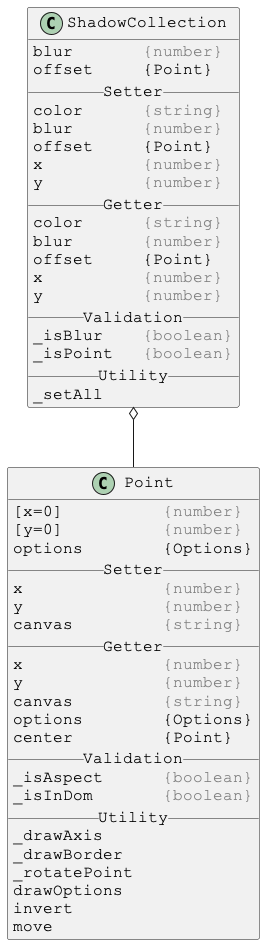 C ShadowCollection
blur {number}
offset {Point}
Setter
color {string}
blur {number}
offset {Point}
x {number}
y {number}
Getter
color {string}
blur {number}
offset {Point}
x {number}
y {number}
Validation
_isBlur {boolean}
_isPoint {boolean}
Utility
_setAll
C Point
[x=0] {number}
[y=0] {number}
options {Options}
Setter
x {number}
y {number}
canvas {string}
Getter
x {number}
y {number}
canvas {string}
options {Options}
center {Point}
Validation
_isAspect {boolean}
_isInDom {boolean}
Utility
_drawAxis
_drawBorder
_rotatePoint
drawOptions
invert
move